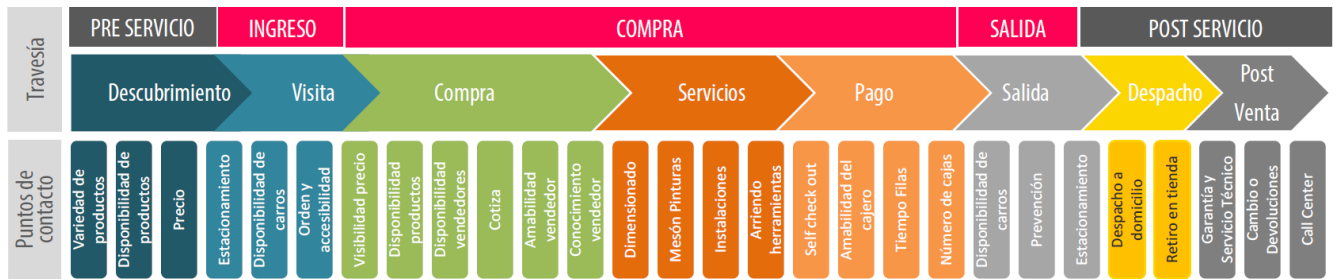 Travesía
PRE SERVICIO
INGRESO
COMPRA
SALIDA
POST SERVICIO
Descubrimiento
Visita
Compra
Servicios
Pago
Salida
Despacho
Post
Venta
Puntos de
contacto
Variedad de
productos
Disponibilidad de
productos
Precio
Estacionamiento
Disponibilidad de
carros
Orden y
accesibilidad
Visibilidad precio
Disponibilidad
productos
Disponibilidad
vendedores
Cotiza
Amabilidad
vendedor
Conocimiento
vendedor
Dimensionado
Mesón Pinturas
Instalaciones
Arriendo
herramientas
Self check out
Amabilidad del
cajero
Tiempo Filas
Número de cajas
Disponibilidad de
carros
Prevención
Estacionamiento
Despacho a
domicilio
Retiro en tienda
Garantía y
Servicio Técnico
Cambio o
Devoluciones
Call Center